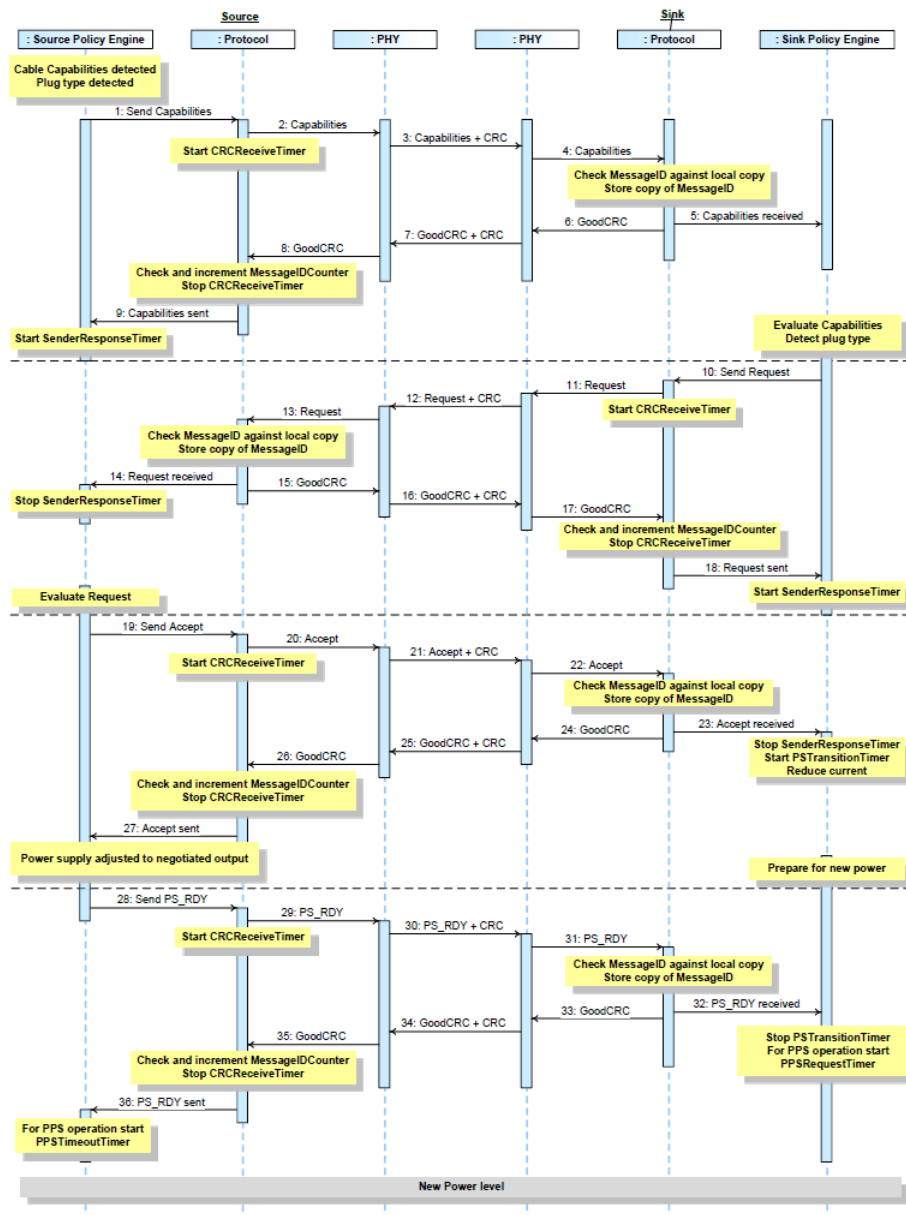 Source
Sink
: Source Policy Engine
: Protocol
: PHY
: PHY
: Protocol
: Sink Policy Engine
Cable Capabilities detected
Plug type detected
1: Send Capabilities
2: Capabilities
Start CRCReceiveTimer
3: Capabilities + CRC
4: Capabilities
Check MessageID against local copy
Store copy of MessageID
5: Capabilities received
6: GoodCRC
7: GoodCRC + CRC
8: GoodCRC
Check and increment MessageIDCounter
Stop CRCReceiveTimer
9: Capabilities sent
Start SenderResponseTimer
Evaluate Capabilities
Detect plug type
10: Send Request
11: Request
Start CRCReceiveTimer
12: Request + CRC
13: Request
Check MessageID against local copy
Store copy of MessageID
14: Request received
Stop SenderResponseTimer
15: GoodCRC
16: GoodCRC + CRC
17: GoodCRC
Check and increment MessageIDCounter
Stop CRCReceiveTimer
18: Request sent
Start SenderResponseTimer
Evaluate Request
19: Send Accept
20: Accept
Start CRCReceiveTimer
21: Accept + CRC
22: Accept
Check MessageID against local copy
Store copy of MessageID
23: Accept received
24: GoodCRC
25: GoodCRC + CRC
26: GoodCRC
Stop SenderResponseTimer
Start PSTransitionTimer
Reduce current
Check and increment MessageIDCounter
Stop CRCReceiveTimer
27: Accept sent
Power supply adjusted to negotiated output
Prepare for new power
28: Send PS_RDY
29: PS_RDY
Start CRCReceiveTimer
30: PS_RDY + CRC
31: PS_RDY
Check MessageID against local copy
Store copy of MessageID
32: PS_RDY received
33: GoodCRC
34: GoodCRC + CRC
35: GoodCRC
Stop PSTransitionTimer
For PPS operation start
PPSRequestTimer
Check and increment MessageIDCounter
Stop CRCReceiveTimer
36: PS_RDY sent
For PPS operation start
PPSTimeoutTimer
New Power level